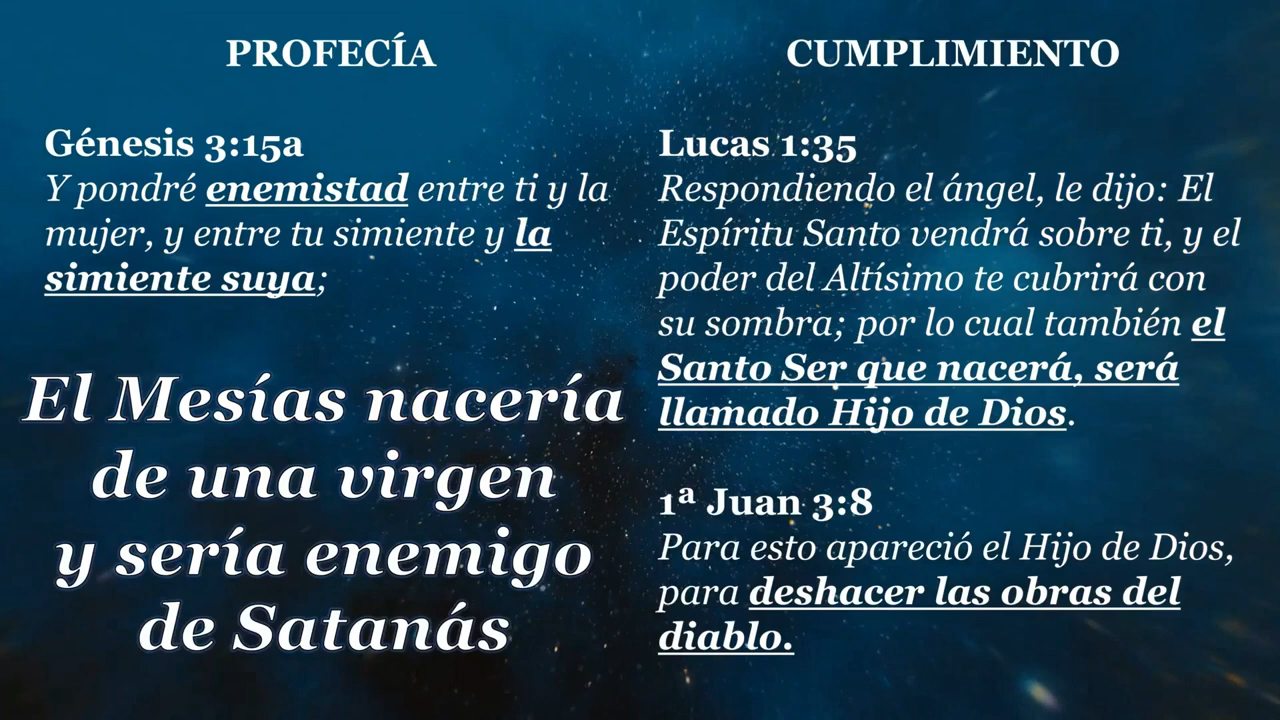 PROFECÍA
Génesis 3:15a
Y pondré enemistad entre ti y la
mujer, y entre tu simiente y la
simiente suya;
El Mesías nacería
de una virgen
y sería enemigo
de Satanás
CUMPLIMIENTO
Lucas 1:35
Respondiendo el ángel, le dijo: El
Espíritu Santo vendrá sobre ti, y el
poder del Altísimo te cubrirá con
su sombra; por lo cual también el
Santo Ser que nacerá, será
llamado Hijo de Dios.
1ª Juan 3:8
Para esto apareció el Hijo de Dios,
para deshacer las obras del
diablo.